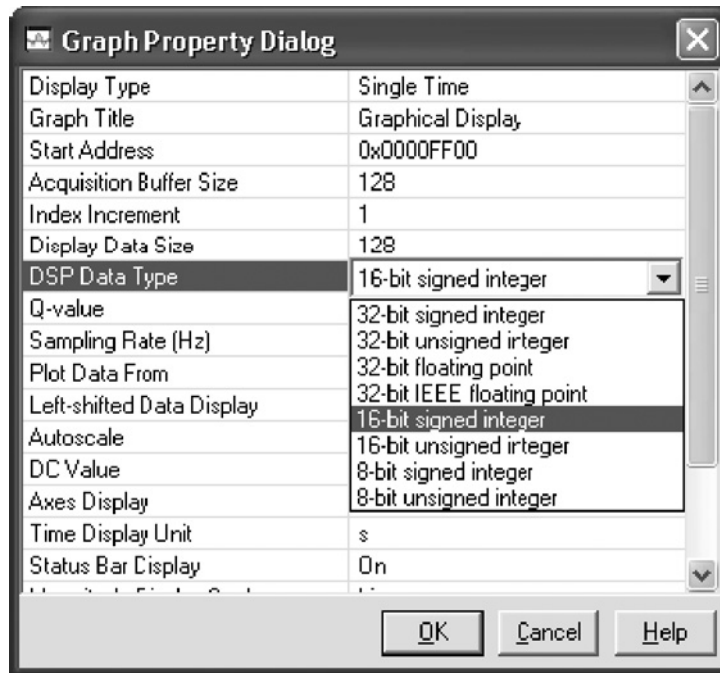 Graph Property Dialog
Display Type Single Time
Graph Title Graphical Display
Start Address 0x0000FF00
Acquisition Buffer Size 128
Index Increment 1
Display Data Size 128
DSP Data Type 16-bit signed integer
Q-value
Sampling Rate (Hz)
Plot Data From
Left-shifted Data Display
Autoscale
DC Value
Axes Display
32-bit signed integer
32-bit unsigned integer
32-bit floating point
32-bit IEEE floating point
16-bit signed integer
16-bit unsigned integer
8-bit signed integer
8-bit unsigned integer
Time Display Unit s
Status Bar Display On
OK Cancel Help